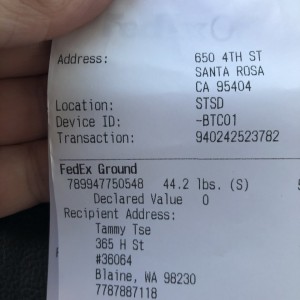 Address: 650 4TH ST
SANTA ROSA
CA 95404
Location: STSD
Device ID: -BTC01
Transaction: 940242523782
FedEx Ground
789947750548 44.2 lbs. (S)
Declared Value 0
Recipient Address:
Tammy Tse
365 H St
#36064
Blaine, WA 98230
7787887118